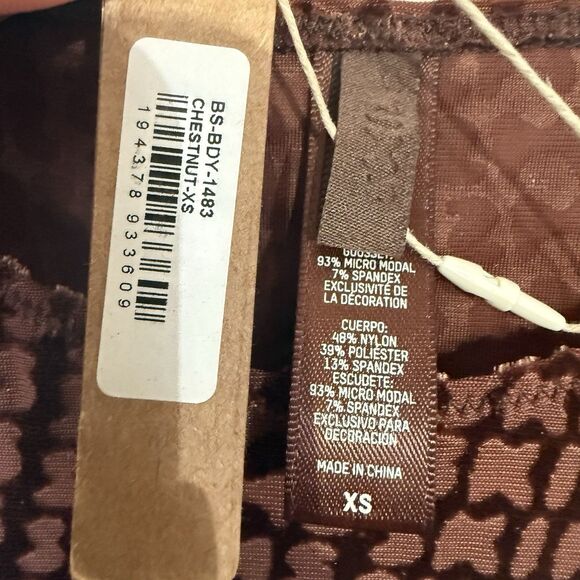 BS-BDY-1483
CHESTNUT-XS
194378933609
GOUSSET:
93% MICRO MODAL
7% SPANDEX
EXCLUSIVITÉ DE
LA DÉCORATION
CUERPO:
48% NYLON
39% POLIÉSTER
13% SPANDEX
ESCUDETE:
93% MICRO MODAL
7% SPANDEX
EXCLUSIVO PARA
DECORACIÓN
MADE IN CHINA
XS